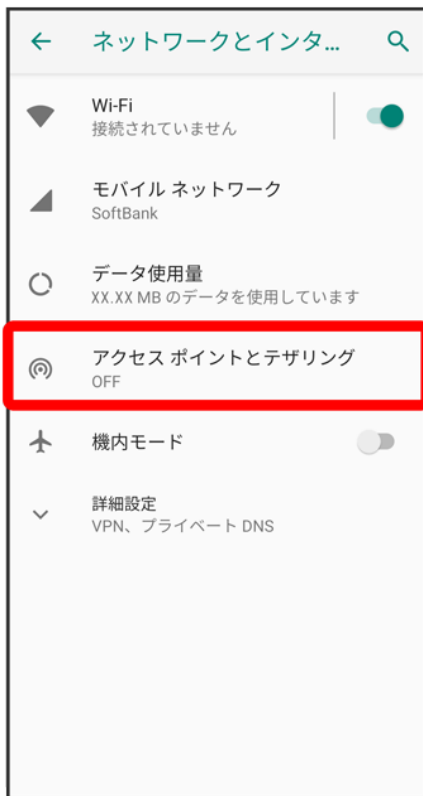 ネットワークとインタ...
Wi-Fi
接続されていません
モバイル ネットワーク
SoftBank
データ使用量
XX.XX MB のデータを使用しています
アクセス ポイントとテザリング
OFF
機内モード
詳細設定
VPN、プライベート DNS